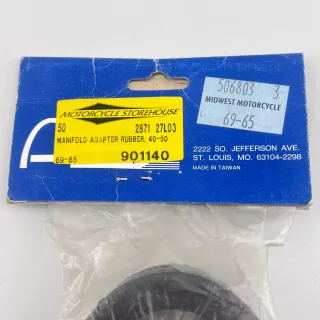 506803 3
MIDWEST MOTORCYCLE
69-65
MOTORCYCLE STOREHOUSE
50 2871 27L03
MANIFOLD ADAPTER RUBBER, 40-50
69-65 901140
2222 SO. JEFFERSON AVE.
ST. LOUIS, MO. 63104-2298
MADE IN TAIWAN